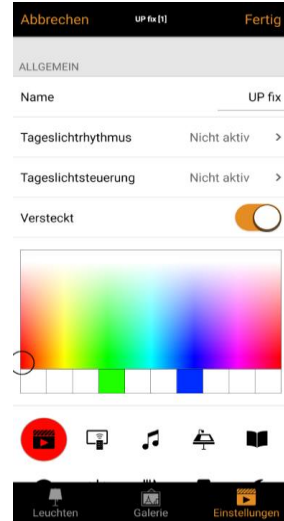 Abbrechen UP fix [1] Fertig
ALLGEMEIN
Name UP fix
Tageslichtrhythmus Nicht aktiv >
Tageslichtsteuerung Nicht aktiv >
Versteckt
Leuchten Galerie Einstellungen